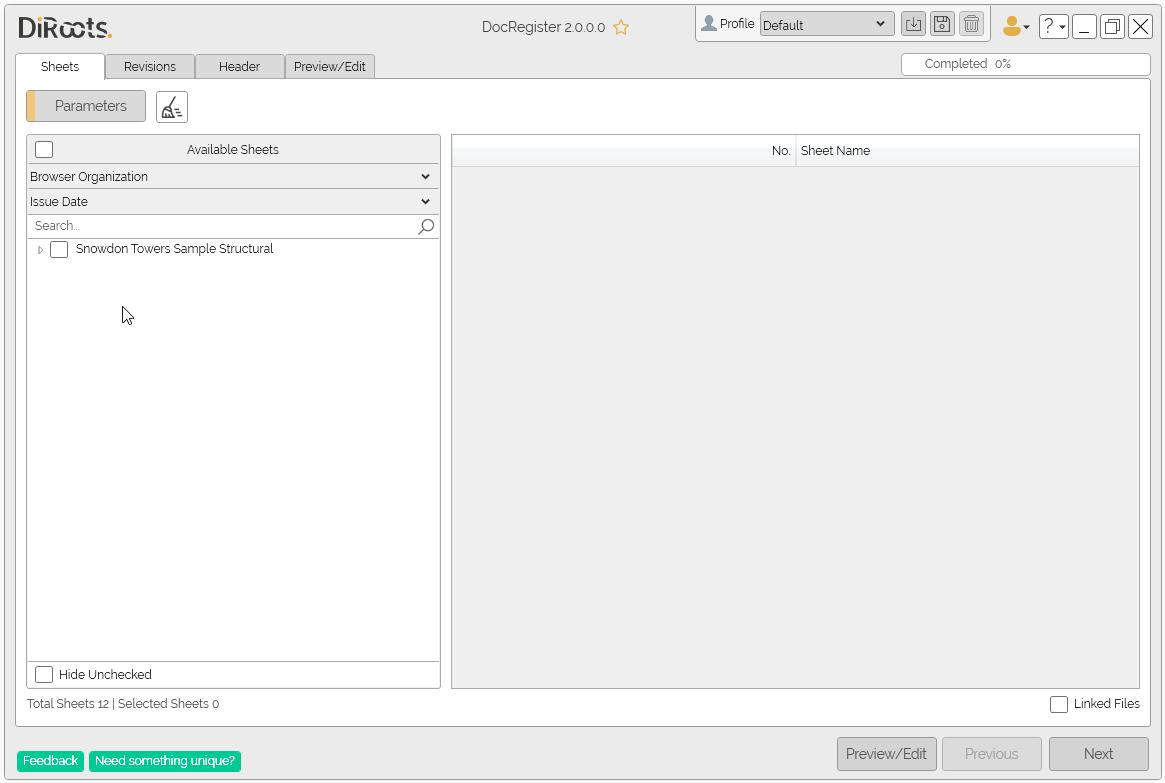 DiRoots.
DocRegister 2.0.0.0
Profile
Default
?
Sheets
Revisions
Header
Preview/Edit
Completed 0%
Parameters
Available Sheets
Browser Organization
Issue Date
Search...
Snowdon Towers Sample Structural
Hide Unchecked
No.
Sheet Name
Total Sheets 12 | Selected Sheets 0
Linked Files
Feedback
Need something unique?
Preview/Edit
Previous
Next